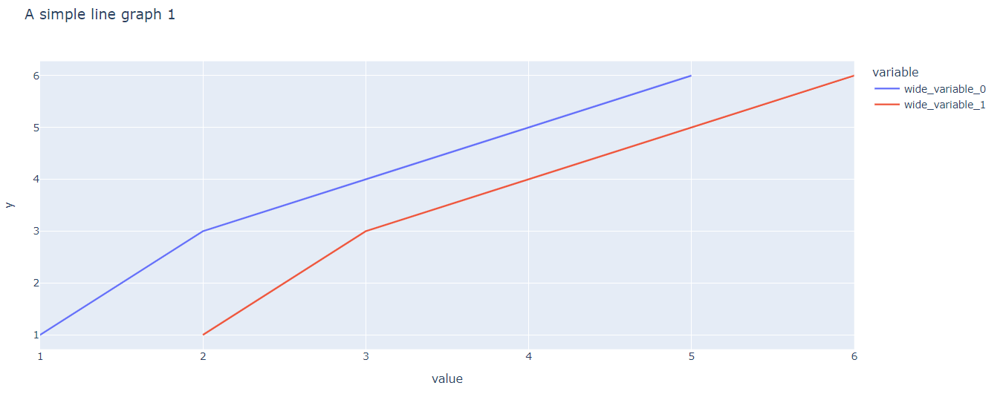 A simple line graph 1
variable
wide_variable_0
wide_variable_1
6
5
4
3
2
1
y
1 2 3 4 5 6
value